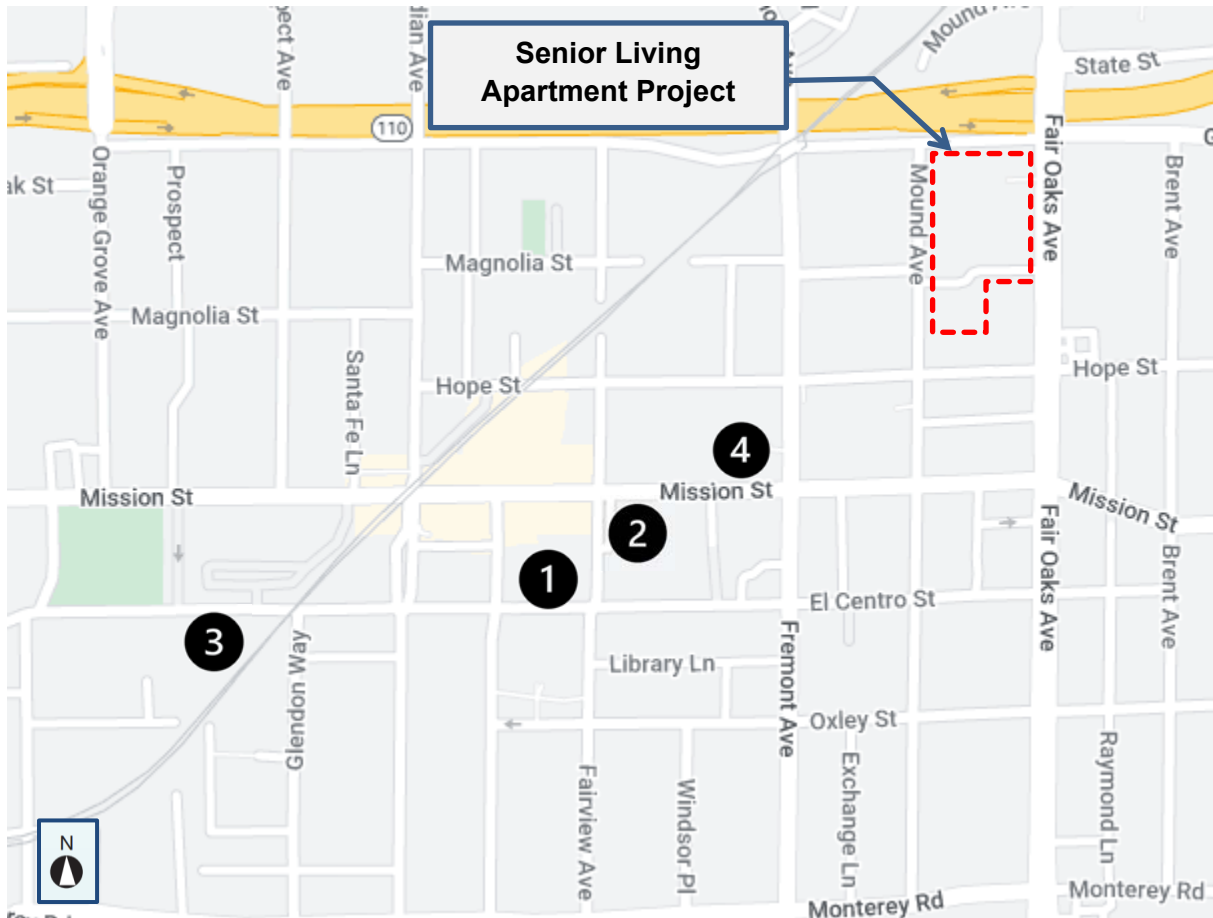 Senior Living
Apartment Project
Mound
State St
110
Orange Grove Ave
Prospect
Mound Ave
Fair Oaks Ave
Brent Ave
Magnolia St
Magnolia St
Santa Fe Ln
Hope St
Hope St
4
Mission St
Mission St
Mission St
2
1
3
El Centro St
Fair Oaks Ave
Brent Ave
Glendon Way
Library Ln
Fremont Ave
Oxley St
Fairview Ave
Windsor Pl
Exchange Ln
Raymond Ln
N
Monterey Rd
Monterey Rd